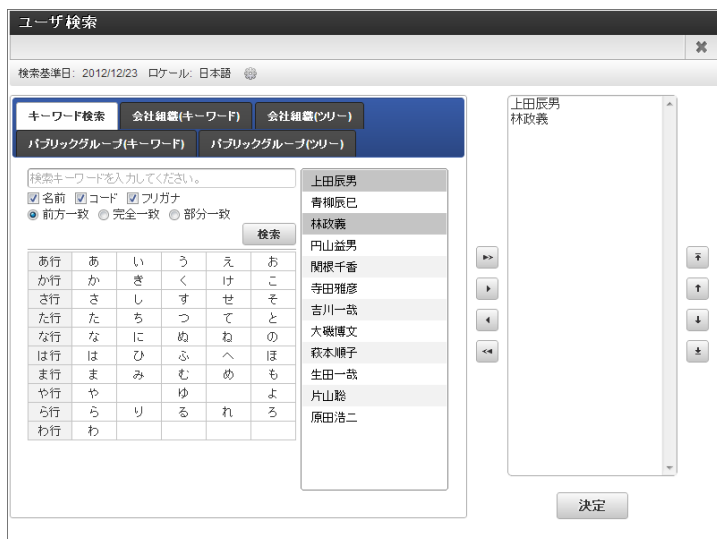 ユーザ検索
検索基準日: 2012/12/23 ロケール: 日本語
キーワード検索 会社組織(キーワード) 会社組織(ツリー)
パブリックグループ(キーワード) パブリックグループ(ツリー)
検索キーワードを入力してください。
名前 コード フリガナ
前方一致 完全一致 部分一致
検索
あ行 あ い う え お
か行 か き く け こ
さ行 さ し す せ そ
た行 た ち つ て と
な行 な に ぬ ね の
は行 は ひ ふ へ ほ
ま行 ま み む め も
や行 や ゆ よ
ら行 ら り る れ ろ
わ行 わ
上田辰男
青柳辰巳
林政義
円山益男
関根千香
寺田雅彦
吉川一哉
大磯博文
萩本順子
生田一哉
片山聡
原田浩二
上田辰男
林政義
決定